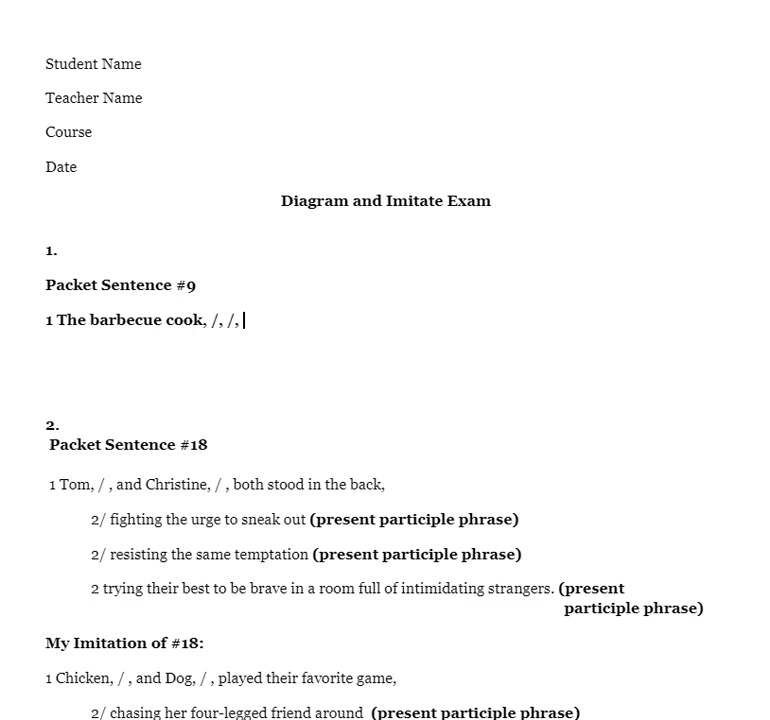 Student Name
Teacher Name
Course
Date
Diagram and Imitate Exam
1.
Packet Sentence #9
1 The barbecue cook, /, /,
2.
Packet Sentence #18
1 Tom, / , and Christine, / , both stood in the back,
2/ fighting the urge to sneak out (present participle phrase)
2/ resisting the same temptation (present participle phrase)
2 trying their best to be brave in a room full of intimidating strangers. (present
participle phrase)
My Imitation of #18:
1 Chicken, / , and Dog, / , played their favorite game,
2/ chasing her four-legged friend around (present participle phrase)